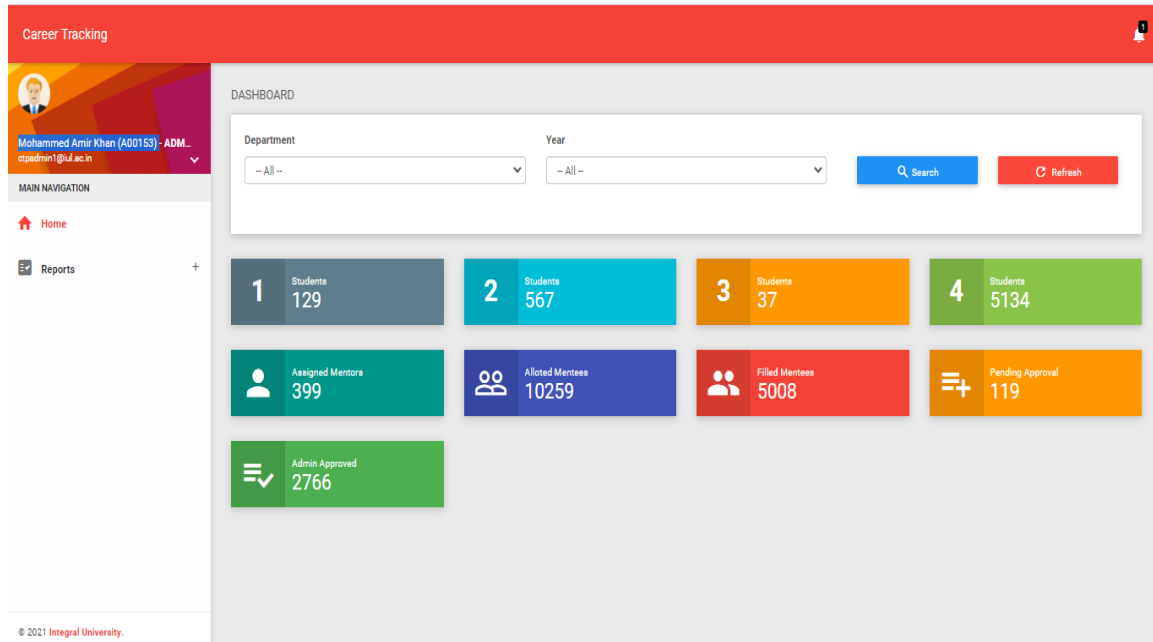 Career Tracking
1
Mohammed Amir Khan (A00153) - ADM...
ctpadmin1@iul.ac.in
MAIN NAVIGATION
Home
Reports +
© 2021 Integral University.
DASHBOARD
Department Year
-- All -- -- All -- Search Refresh
1 Students 129
2 Students 567
3 Students 37
4 Students 5134
Assigned Mentors 399
Alloted Mentees 10259
Filled Mentees 5008
Pending Approval 119
Admin Approved 2766